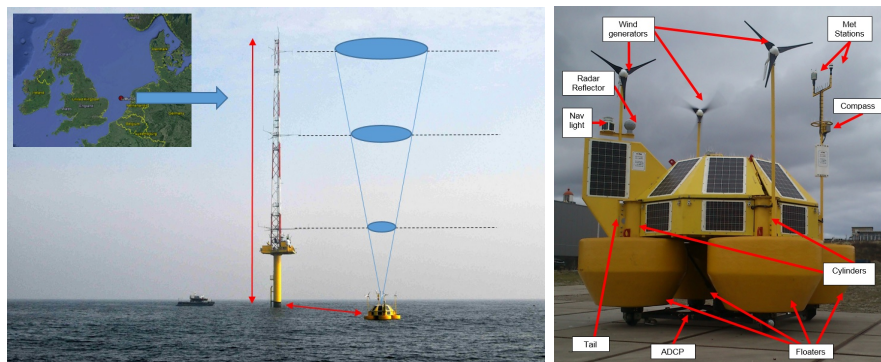 Wind
generators
Met
Stations
Radar
Reflector
Compass
Nav
light
Cylinders
Tail
ADCP
Floaters